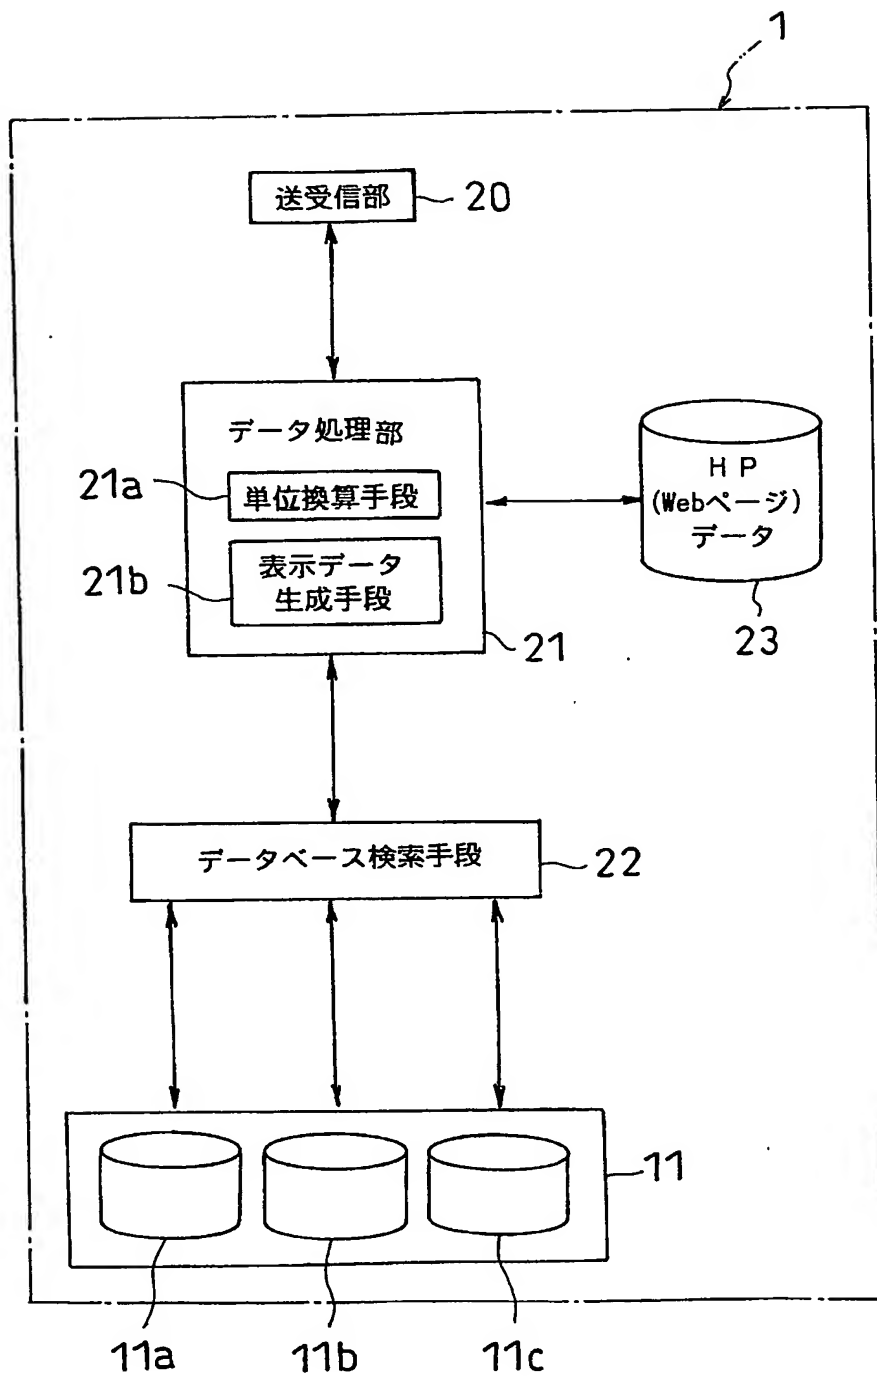 1
送受信部
20
データ処理部
21a
単位換算手段
21b
表示データ
生成手段
21
HP
(Webページ)
データ
23
データベース検索手段
22
11
11a
11b
11c